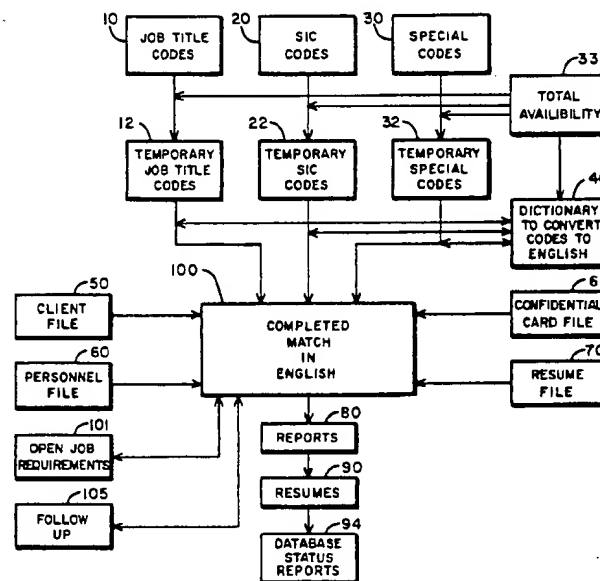 10
JOB TITLE
CODES
20
SIC
CODES
30
SPECIAL
CODES
33
TOTAL
AVAILIBILITY
12
TEMPORARY
JOB TITLE
CODES
22
TEMPORARY
SIC
CODES
32
TEMPORARY
SPECIAL
CODES
DICTIONARY
TO CONVERT
CODES TO
ENGLISH
100
COMPLETED
MATCH
IN
ENGLISH
50
CLIENT
FILE
60
PERSONNEL
FILE
CONFIDENTIAL
CARD FILE
70
RESUME
FILE
101
OPEN JOB
REQUIREMENTS
105
FOLLOW
UP
80
REPORTS
90
RESUMES
94
DATABASE
STATUS
REPORTS